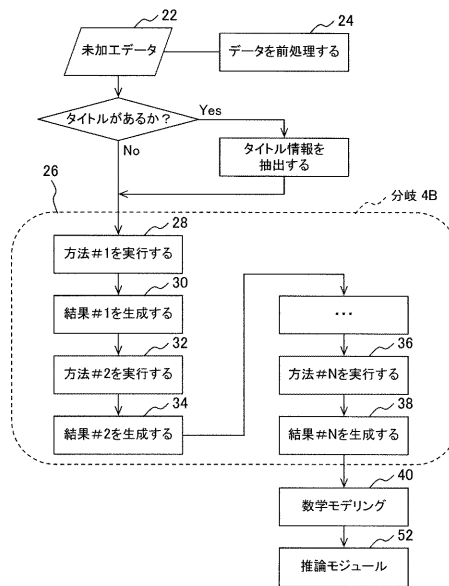 22
24
未加工データ
データを前処理する
タイトルがあるか？
Yes
No
タイトル情報を
抽出する
26
分岐 4B
28
方法＃1を実行する
30
結果＃1を生成する
32
方法＃2を実行する
34
結果＃2を生成する
・・・
36
方法＃Nを実行する
38
結果＃Nを生成する
40
数学モデリング
52
推論モジュール